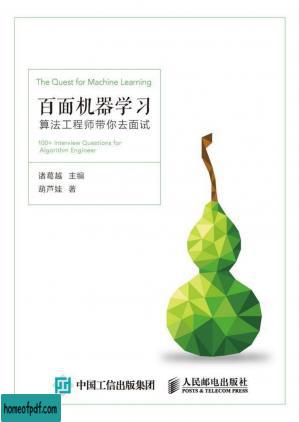 The Quest for Machine Learning
百面机器学习
算法工程师带你去面试
100+ Interview Questions for
Algorithm Engineer
诸葛越 主编
葫芦娃 著
中国工信出版集团
人民邮电出版社
POSTS & TELECOM PRESS
homeofpdf.com